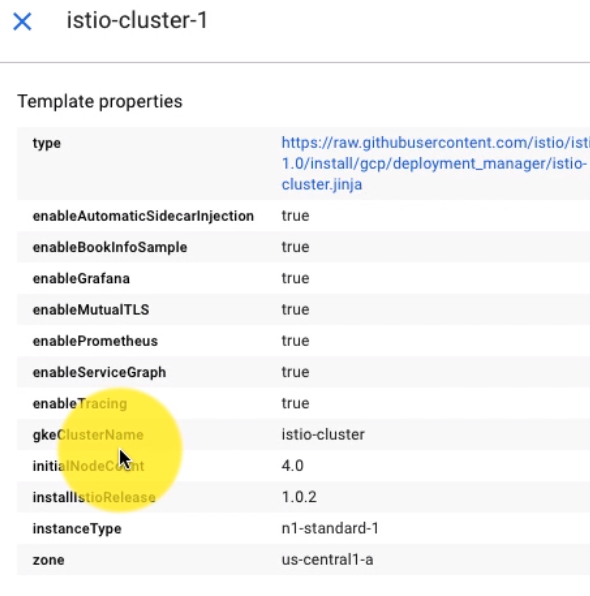 istio-cluster-1
Template properties
type https://raw.githubusercontent.com/istio/isti
1.0/install/gcp/deployment_manager/istio-
cluster.jinja
enableAutomaticSidecarInjection true
enableBookInfoSample true
enableGrafana true
enableMutualTLS true
enablePrometheus true
enableServiceGraph true
enableTracing true
gkeClusterName istio-cluster
initialNodeCount 4.0
installIstioRelease 1.0.2
instanceType n1-standard-1
zone us-central1-a